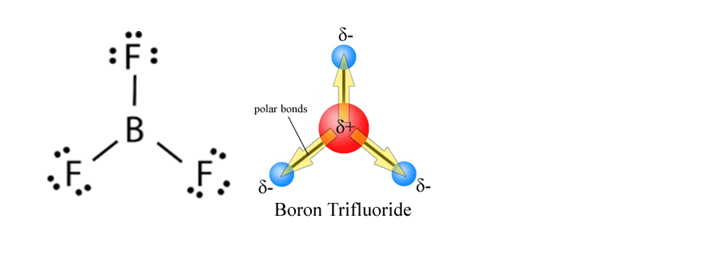 F
B
F
F
δ-
polar bonds
δ+
δ-
δ-
Boron Trifluoride